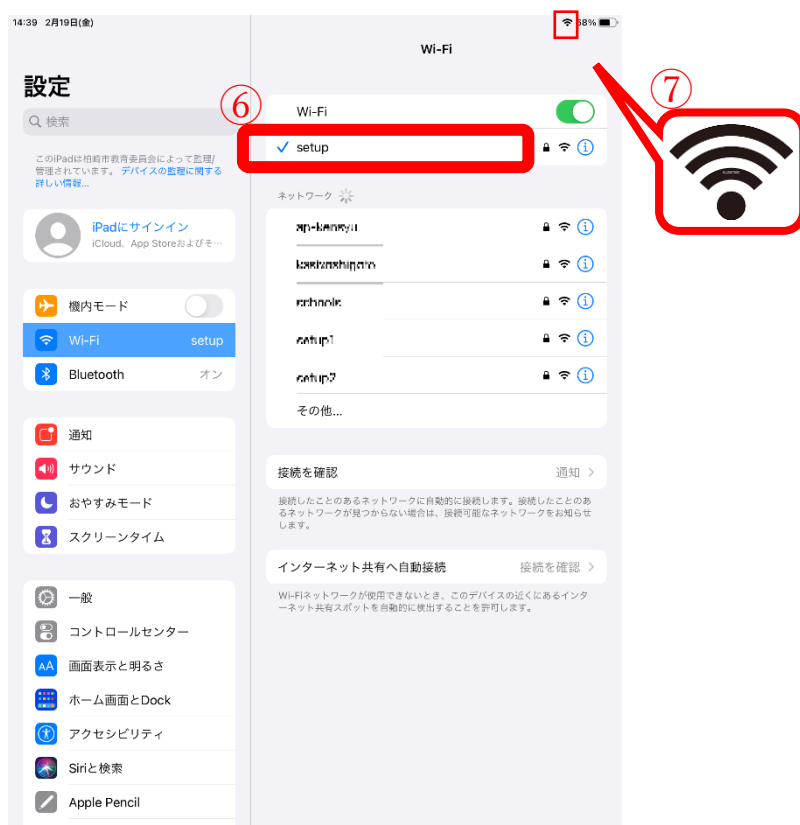 14:39 2月19日(金)
68%
Wi-Fi
設定
検索
このiPadは柏崎市教育委員会によって監理/
管理されています。デバイスの監理に関する
詳しい情報...
iPadにサインイン
iCloud、App Storeおよびそ…
機内モード
Wi-Fi setup
Bluetooth オン
通知
サウンド
おやすみモード
スクリーンタイム
一般
コントロールセンター
AA 画面表示と明るさ
ホーム画面とDock
アクセシビリティ
Siriと検索
Apple Pencil
⑥
Wi-Fi
setup
⑦
ネットワーク
setup1
setup2
その他...
接続を確認 通知
接続したことのあるネットワークに自動的に接続します。接続したことのあ
るネットワークが見つからない場合は、接続可能なネットワークをお知らせ
します。
インターネット共有へ自動接続 接続を確認
Wi-Fiネットワークが使用できないとき、このデバイスの近くにあるインタ
ーネット共有スポットを自動的に検出することを許可します。